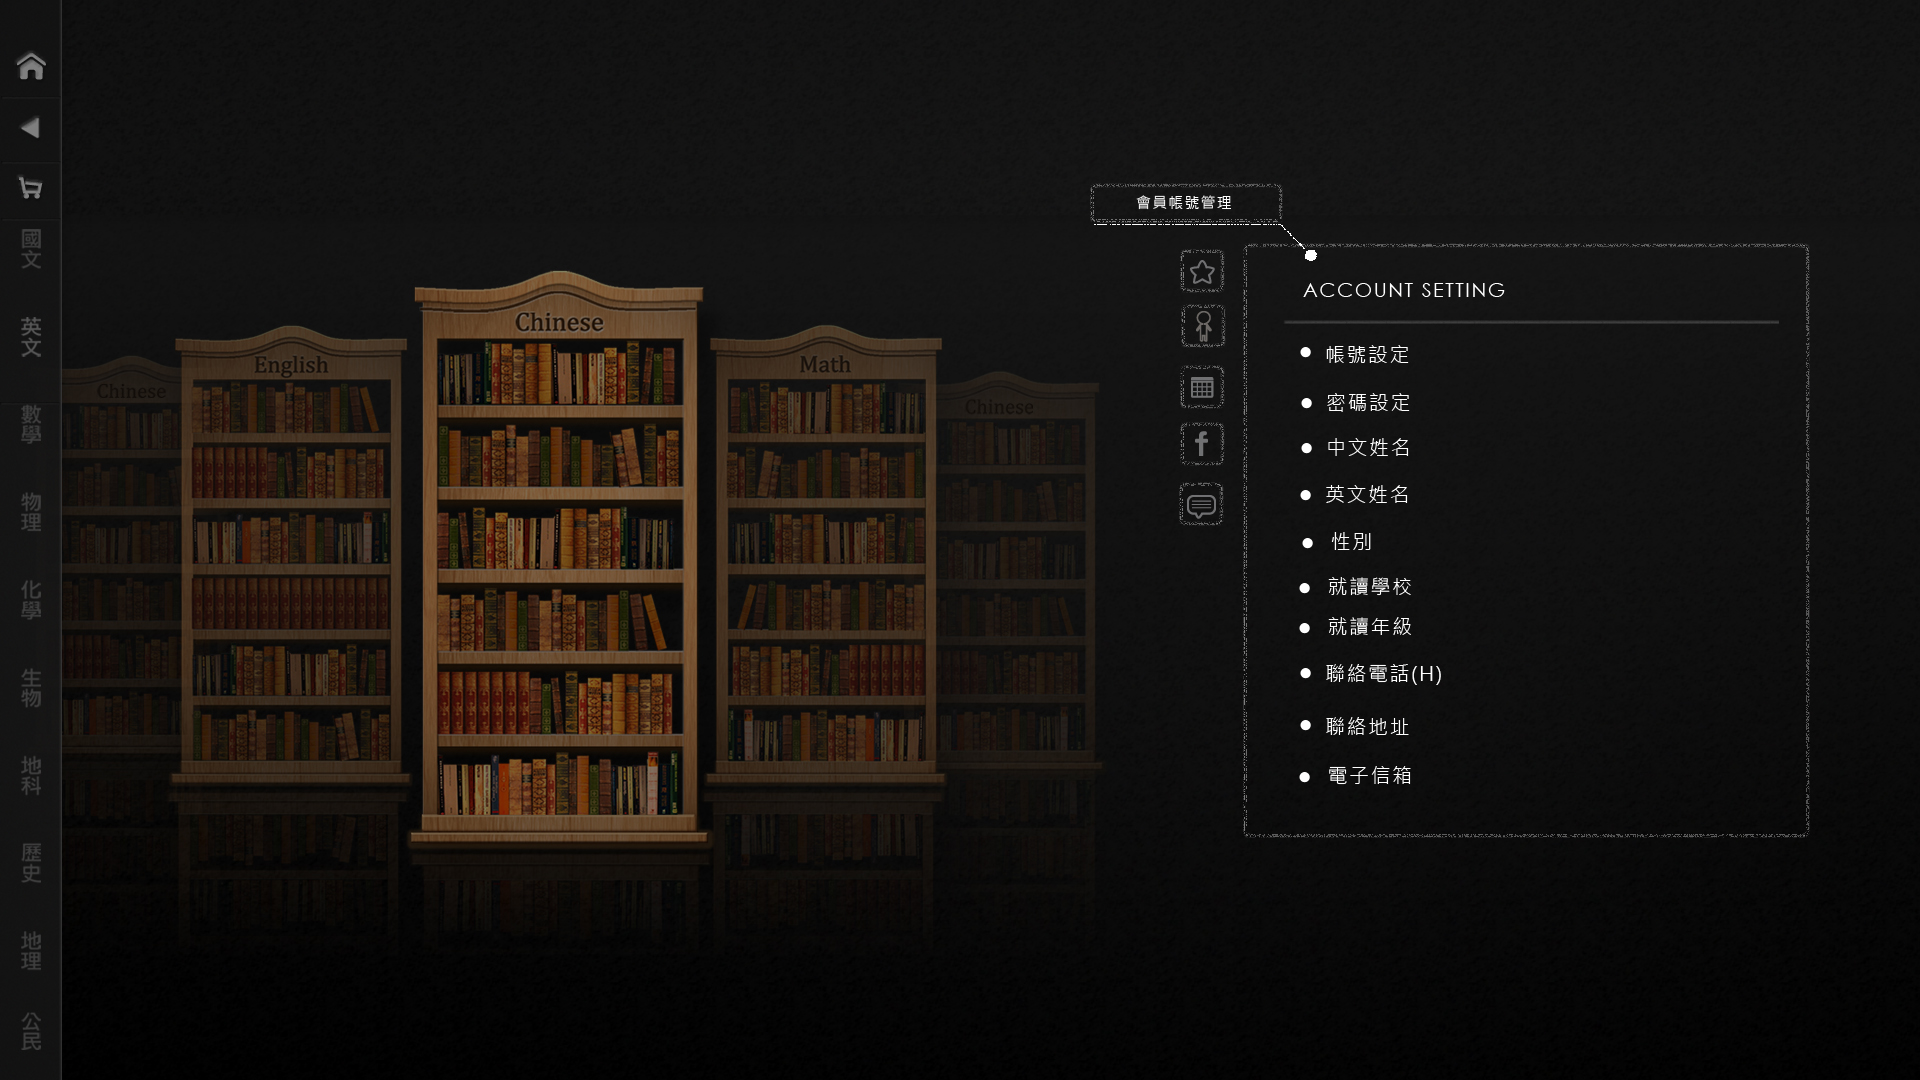 國文
英文
數學
物理
化學
生物
地科
歷史
地理
公民
Chinese
English
Chinese
Math
Chinese
會員帳號管理
ACCOUNT SETTING
帳號設定
密碼設定
中文姓名
英文姓名
性別
就讀學校
就讀年級
聯絡電話(H)
聯絡地址
電子信箱